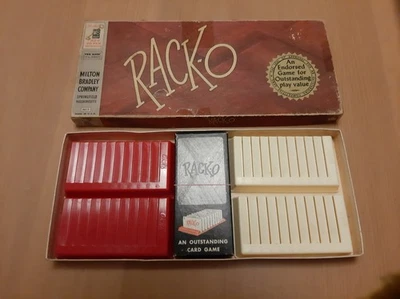 RACK-O
An
Endorsed
Game for
Outstanding
play value
MILTON
BRADLEY
COMPANY
SPRINGFIELD
MASSACHUSETTS
RACK-O
AN OUTSTANDING
CARD GAME